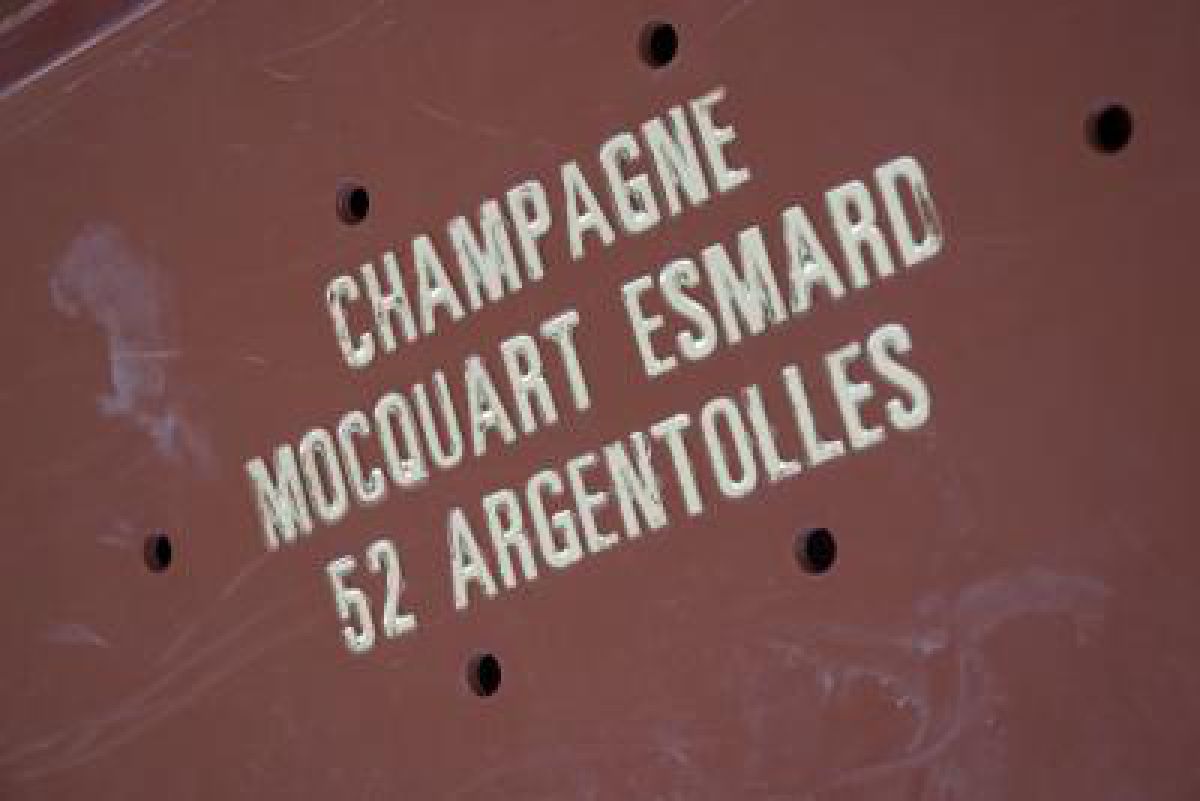 CHAMPAGNE
MOCQUART ESMARD
52 ARGENTOLLES